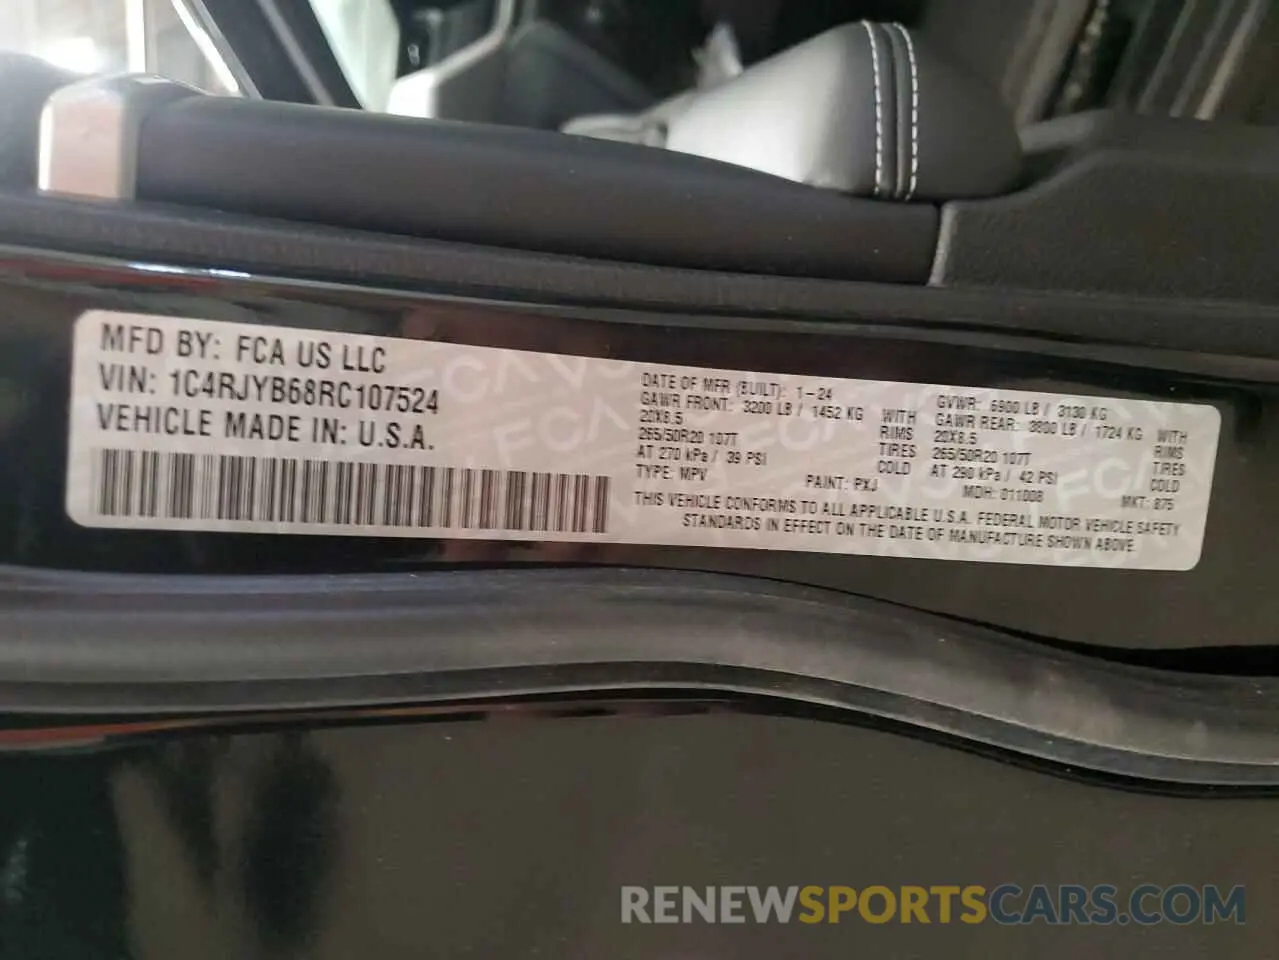 MFD BY: FCA US LLC
VIN: 1C4RJYB68RC107524
VEHICLE MADE IN: U.S.A.
DATE OF MFR (BUILT): 1-24
GAWR FRONT: 3200 LB / 1452 KG WITH
20X8.5 RIMS
265/50R20 107T TIRES
AT 270 kPa / 39 PSI COLD
TYPE: MPV PAINT: PXJ
GVWR: 6900 LB / 3130 KG
GAWR REAR: 3800 LB / 1724 KG WITH
20X8.5 RIMS
265/50R20 107T TIRES
AT 290 kPa / 42 PSI COLD
MDH: 011008 MKT: 875
THIS VEHICLE CONFORMS TO ALL APPLICABLE U.S.A. FEDERAL MOTOR VEHICLE SAFETY
STANDARDS IN EFFECT ON THE DATE OF MANUFACTURE SHOWN ABOVE.
RENEWSPORTSCARS.COM